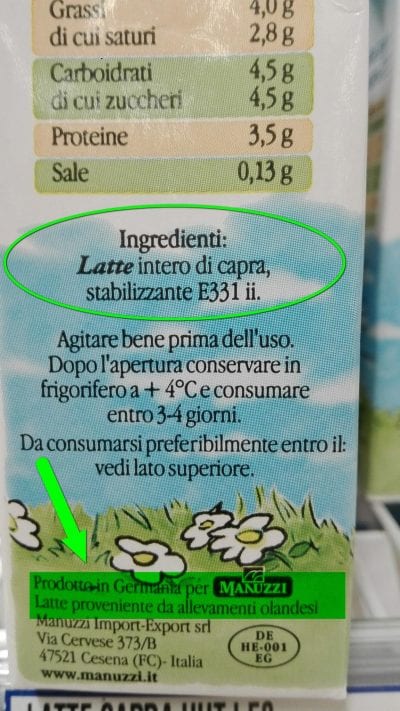 Grassi 4,0 g
di cui saturi 2,8 g
Carboidrati 4,5 g
di cui zuccheri 4,5 g
Proteine 3,5 g
Sale 0,13 g
Ingredienti:
Latte intero di capra,
stabilizzante E331 ii.
Agitare bene prima dell'uso.
Dopo l'apertura conservare in
frigorifero a + 4°C e consumare
entro 3-4 giorni.
Da consumarsi preferibilmente entro il:
vedi lato superiore.
Prodotto in Germania per MANUZZI
Latte proveniente da allevamenti olandesi
Manuzzi Import-Export srl
Via Cervese 373/B
47521 Cesena (FC)- Italia
www.manuzzi.it
DE
HE-001
EG